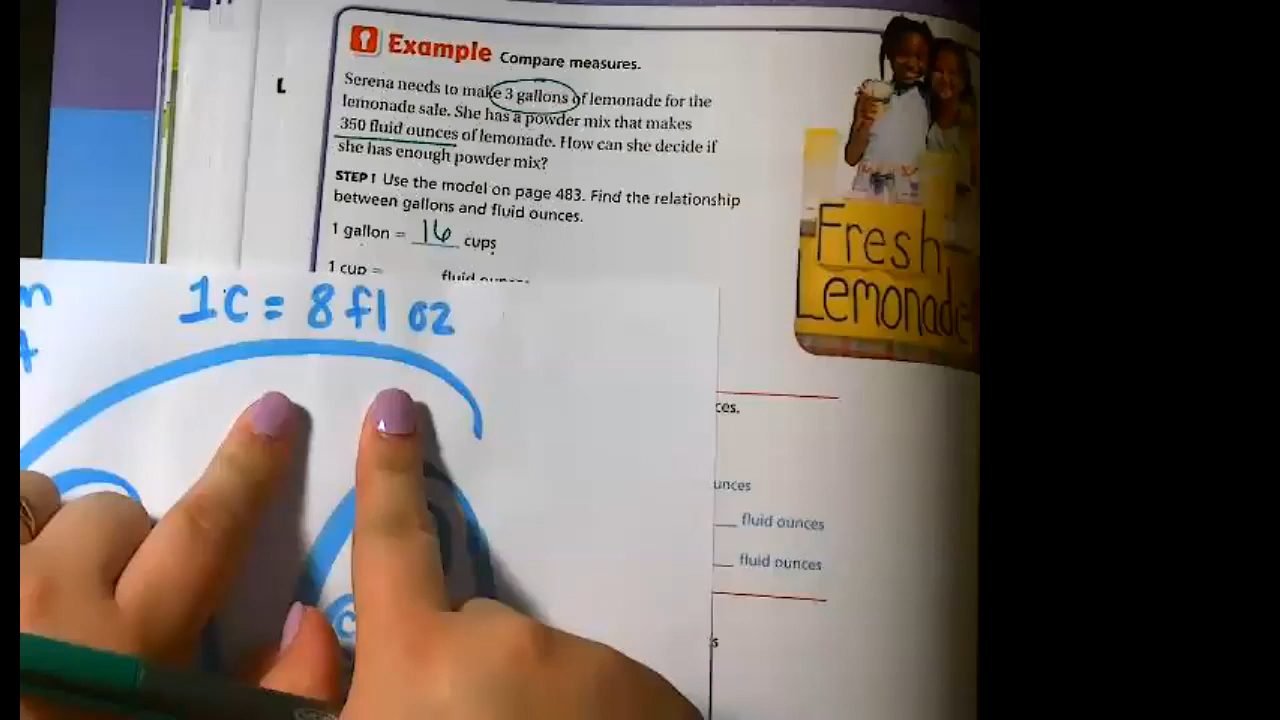 Example Compare measures.
Serena needs to make 3 gallons of lemonade for the
lemonade sale. She has a powder mix that makes
350 fluid ounces of lemonade. How can she decide if
she has enough powder mix?
STEP 1 Use the model on page 483. Find the relationship
between gallons and fluid ounces.
1 gallon = 16 cups
1 cup = fluid ounces
L
1C = 8 fl oz
ces.
unces
__ fluid ounces
__ fluid ounces
s
Fresh
Lemonade